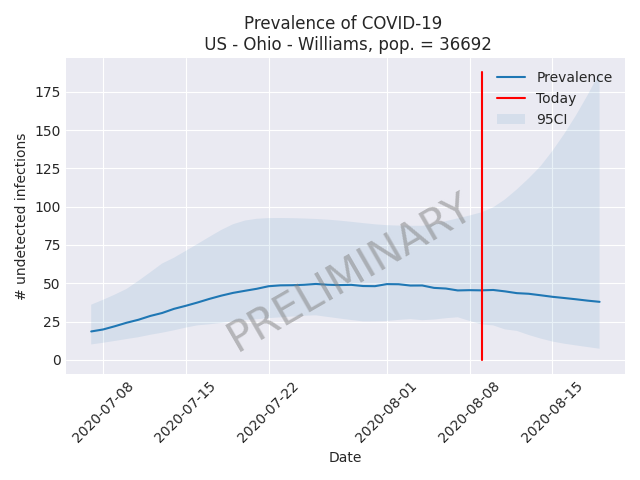 Prevalence of COVID-19
US - Ohio - Williams, pop. = 36692
# undetected infections
175
150
125
100
75
50
25
0
Prevalence
Today
95CI
PRELIMINARY
2020-07-08
2020-07-15
2020-07-22
2020-08-01
2020-08-08
2020-08-15
Date